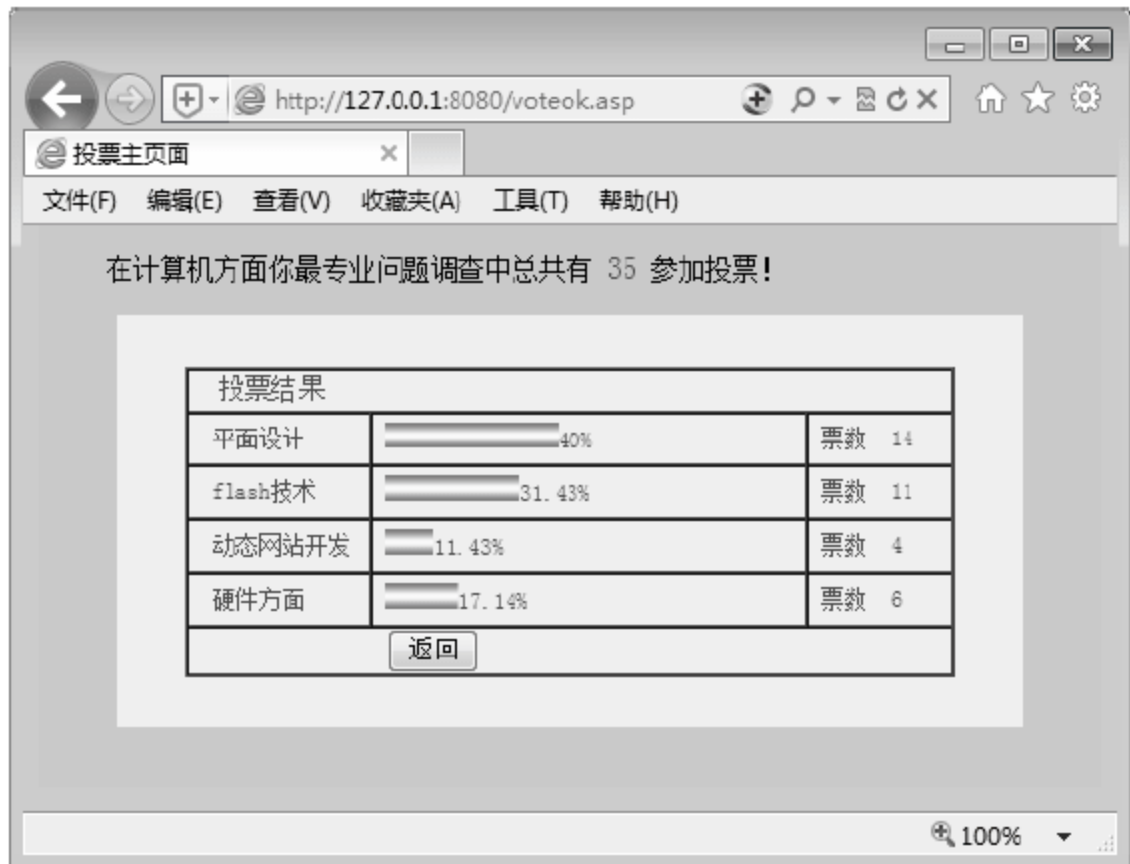 http://127.0.0.1:8080/voteok.asp
投票主页面
文件(F) 编辑(E) 查看(V) 收藏夹(A) 工具(T) 帮助(H)
在计算机方面你最专业问题调查中总共有 35 参加投票!
投票结果
平面设计 40% 票数 14
flash技术 31.43% 票数 11
动态网站开发 11.43% 票数 4
硬件方面 17.14% 票数 6
返回
100%